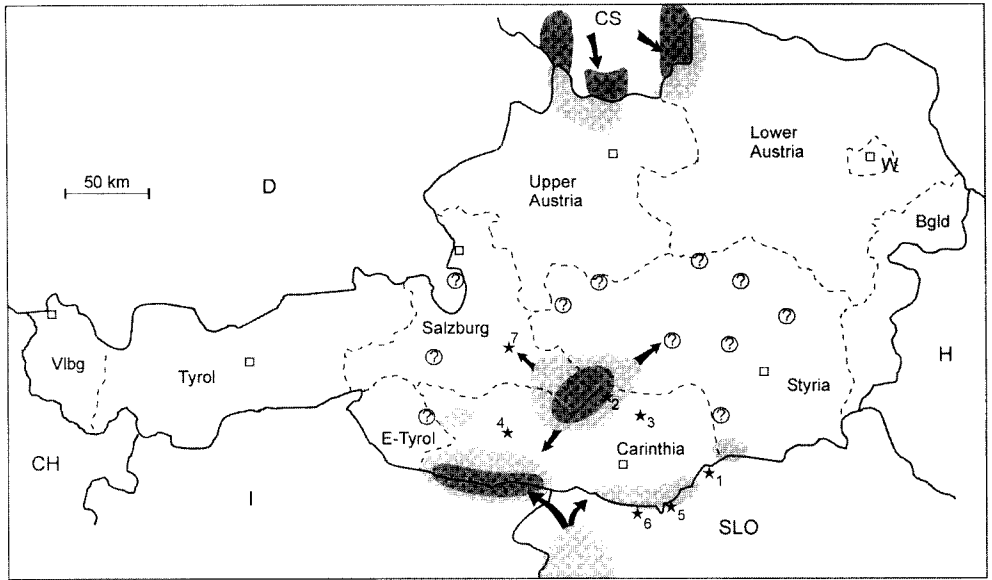 CS
Lower
Austria
W
50 km
D
Upper
Austria
Bgld
?
?
?
?
?
Salzburg
7
?
?
?
?
H
Vlbg
Tyrol
Styria
2
3
?
?
4
E-Tyrol
Carinthia
CH
I
1
5
6
SLO